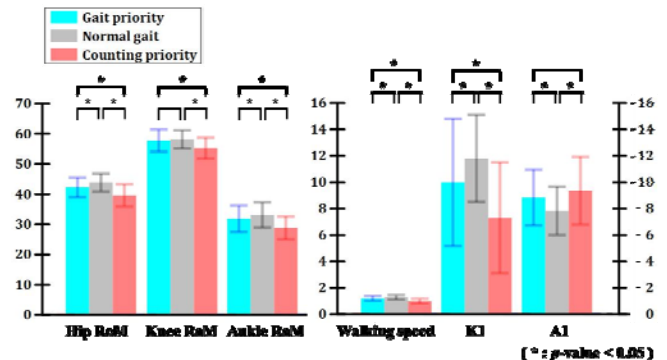 Gait priority
Normal gait
Counting priority
* * *
* * * * *
* *
* * * * * *
70 60 50 40 30 20 10 0
16 14 12 10 8 6 4 2 0
-16 -14 -12 -10 -8 -6 -4 -2 -0
Hip RoM Knee RoM Ankle RoM Walking speed K1 A1
( * : p-value < 0.05 )